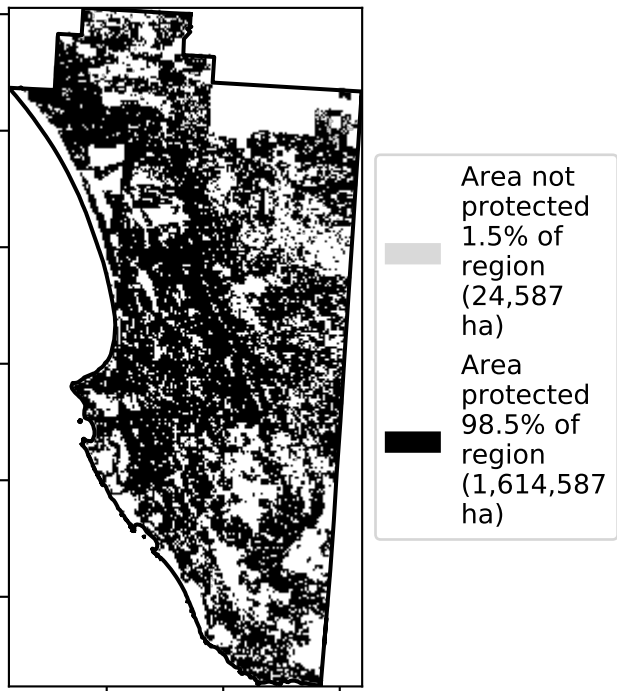 Area not
protected
1.5% of
region
(24,587
ha)
Area
protected
98.5% of
region
(1,614,587
ha)